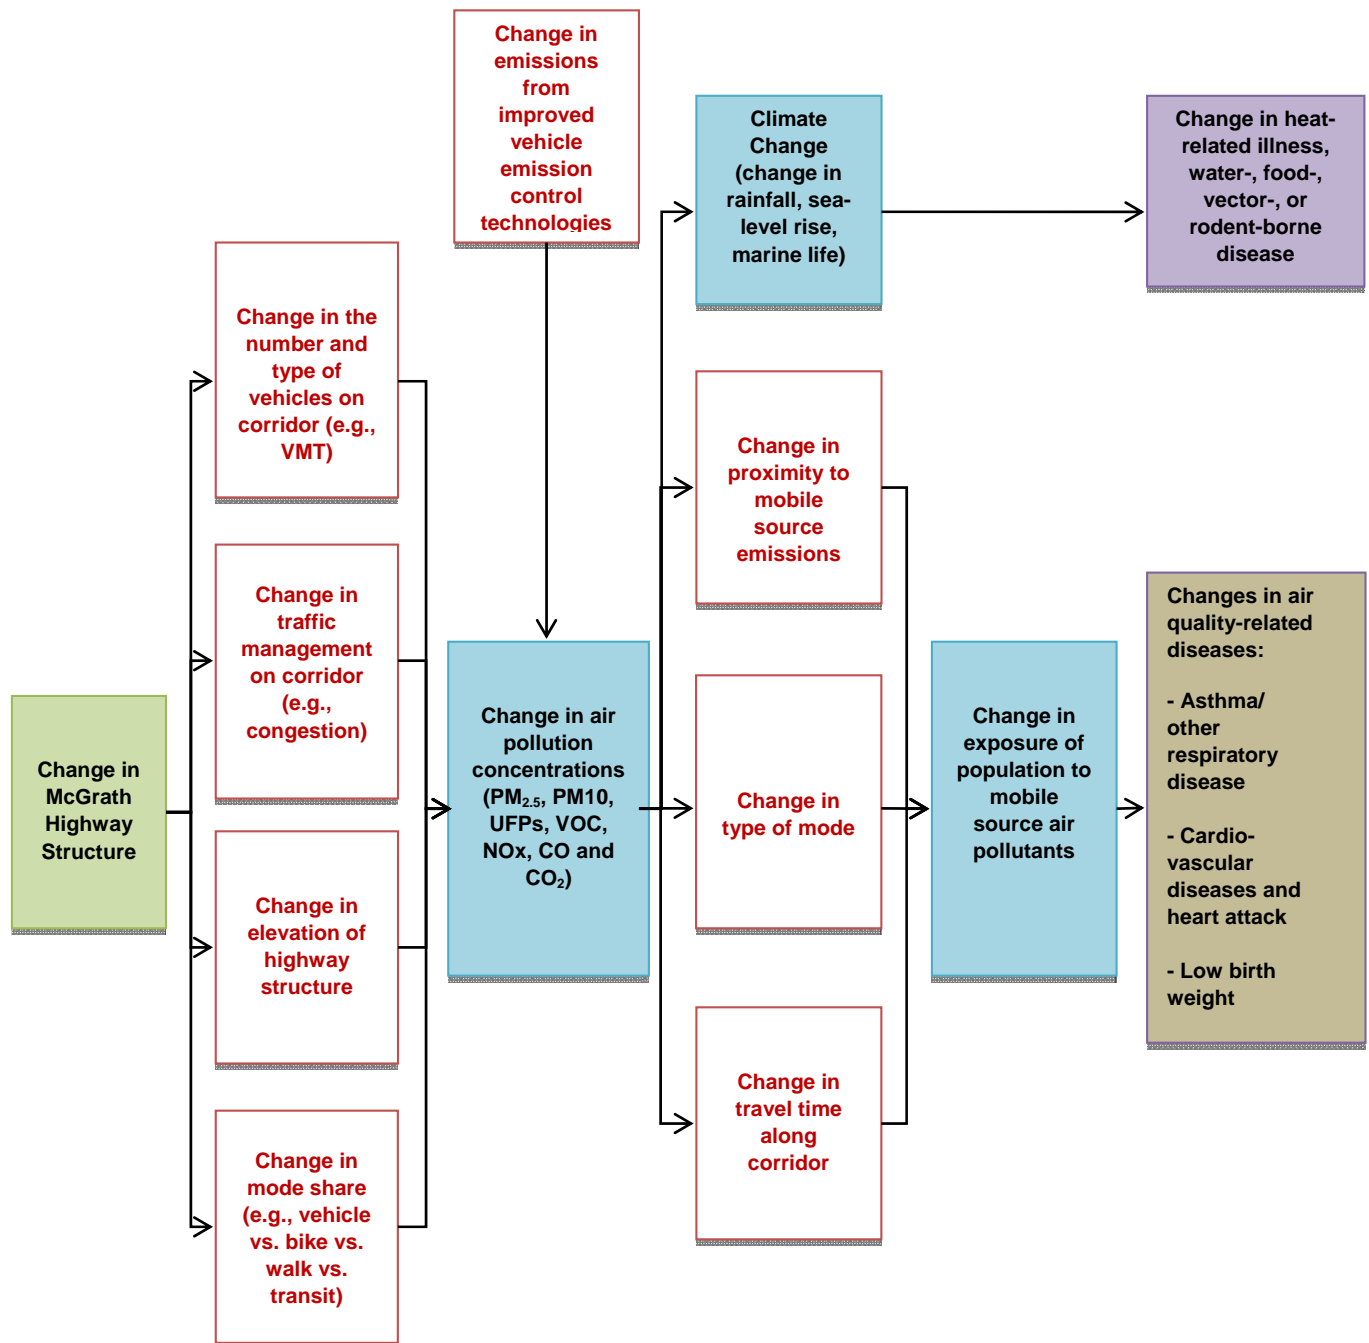 Change in
McGrath
Highway
Structure
Change in the
number and
type of
vehicles on
corridor (e.g.,
VMT)
Change in
traffic
management
on corridor
(e.g.,
congestion)
Change in
elevation of
highway
structure
Change in
mode share
(e.g., vehicle
vs. bike vs.
walk vs.
transit)
Change in
emissions
from
improved
vehicle
emission
control
technologies
Change in air
pollution
concentrations
(PM₂.₅, PM10,
UFPs, VOC,
NOx, CO and
CO₂)
Climate
Change
(change in
rainfall, sea-
level rise,
marine life)
Change in
proximity to
mobile
source
emissions
Change in
type of mode
Change in
travel time
along
corridor
Change in
exposure of
population to
mobile
source air
pollutants
Change in heat-
related illness,
water-, food-,
vector-, or
rodent-borne
disease
Changes in air
quality-related
diseases:
- Asthma/
other
respiratory
disease
- Cardio-
vascular
diseases and
heart attack
- Low birth
weight